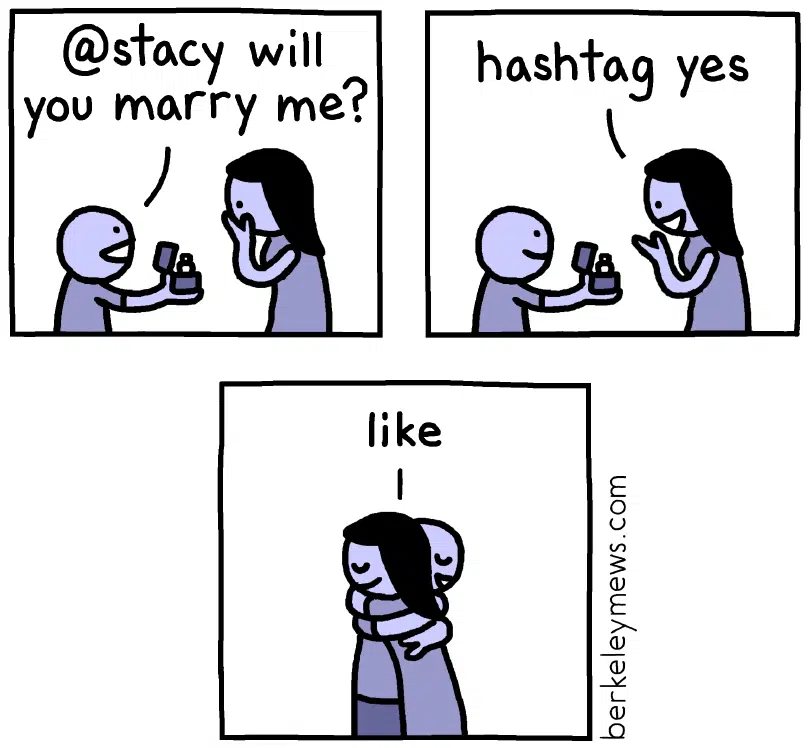 @stacy will
you marry me?
hashtag yes
like
berkeleymews.com